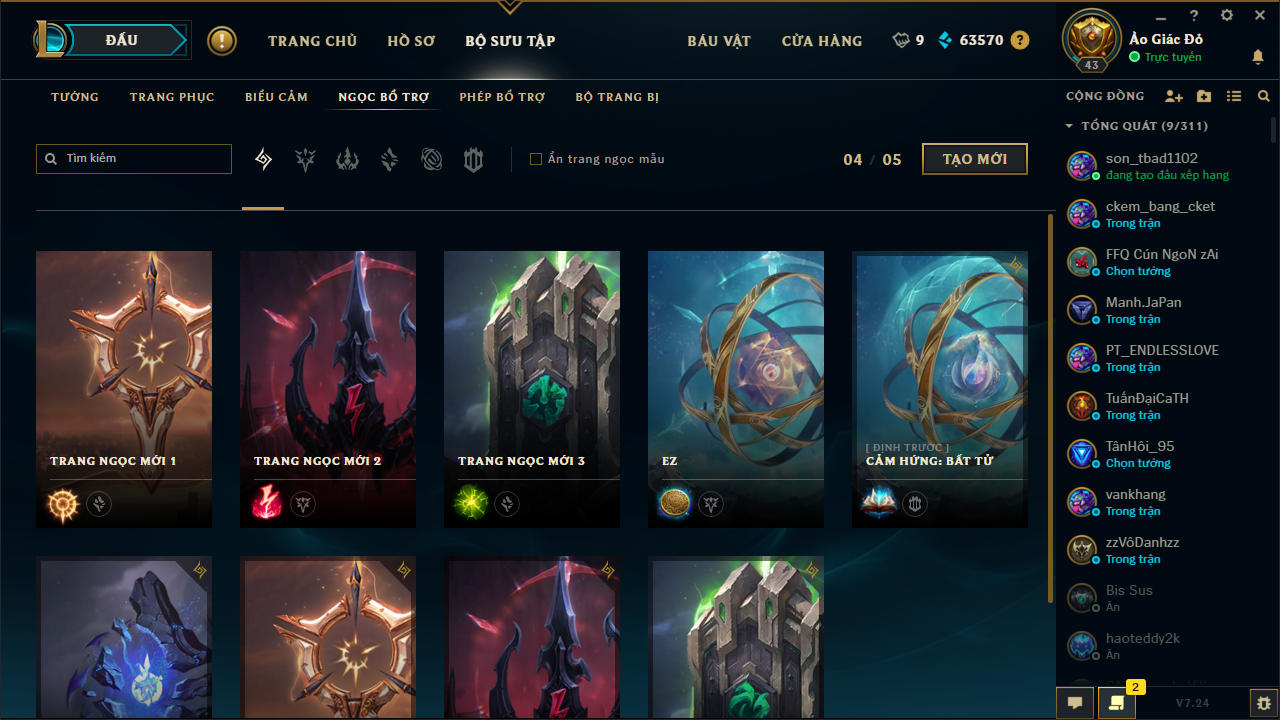 ĐẤU
TRANG CHỦ
HỒ SƠ
BỘ SƯU TẬP
BÁU VẬT
CỬA HÀNG
9
63570
?
?
43
Ảo Giác Đỏ
Trực tuyến
TƯỚNG
TRANG PHỤC
BIỂU CẢM
NGỌC BỔ TRỢ
PHÉP BỔ TRỢ
BỘ TRANG BỊ
CỘNG ĐỒNG
TỔNG QUÁT (9/311)
Tìm kiếm
Ẩn trang ngọc mẫu
04 / 05
TẠO MỚI
TRANG NGỌC MỚI 1
TRANG NGỌC MỚI 2
TRANG NGỌC MỚI 3
EZ
[ ĐỊNH TRƯỚC ]
CẢM HỨNG: BẤT TỬ
son_tbad1102
đang tạo đấu xếp hạng
ckem_bang_cket
Trong trận
FFQ Cún NgoN zAi
Chọn tướng
Manh.JaPan
Trong trận
PT_ENDLESSLOVE
Trong trận
TuấnĐạiCaTH
Trong trận
TânHôi_95
Chọn tướng
vankhang
Trong trận
zzVôDanhzz
Trong trận
Bis Sus
Ẩn
haoteddy2k
Ẩn
2
V7.24